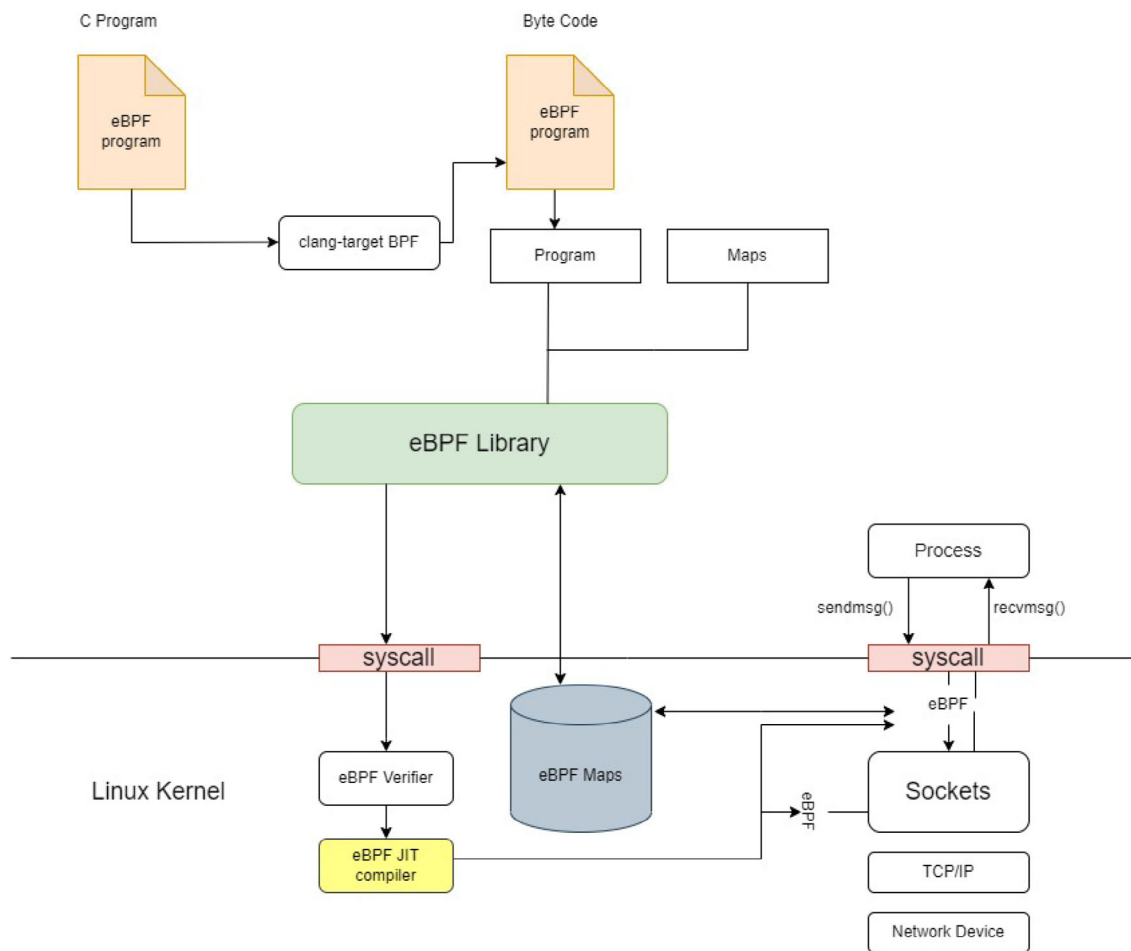 C Program
Byte Code
eBPF
program
eBPF
program
clang-target BPF
Program
Maps
eBPF Library
Process
sendmsg()
recvmsg()
syscall
syscall
eBPF
Linux Kernel
eBPF Verifier
eBPF Maps
eBPF
Sockets
eBPF JIT
compiler
TCP/IP
Network Device